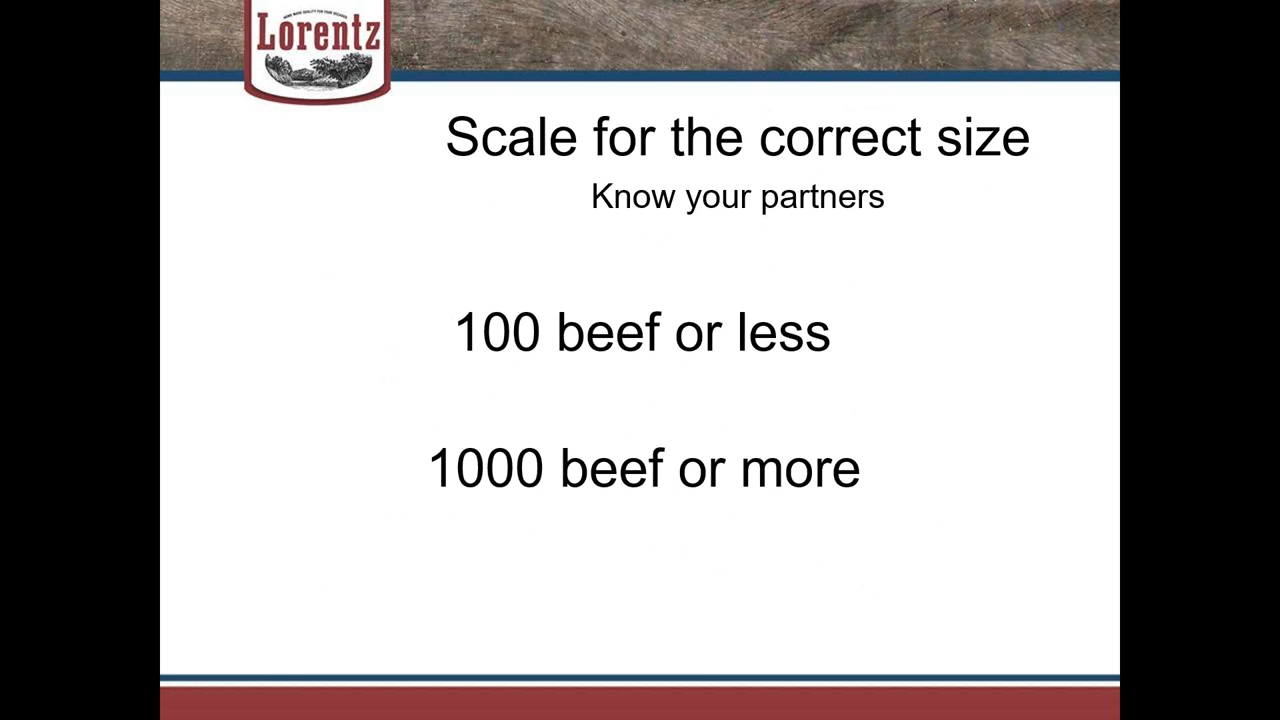 Lorentz
Scale for the correct size
Know your partners
100 beef or less
1000 beef or more